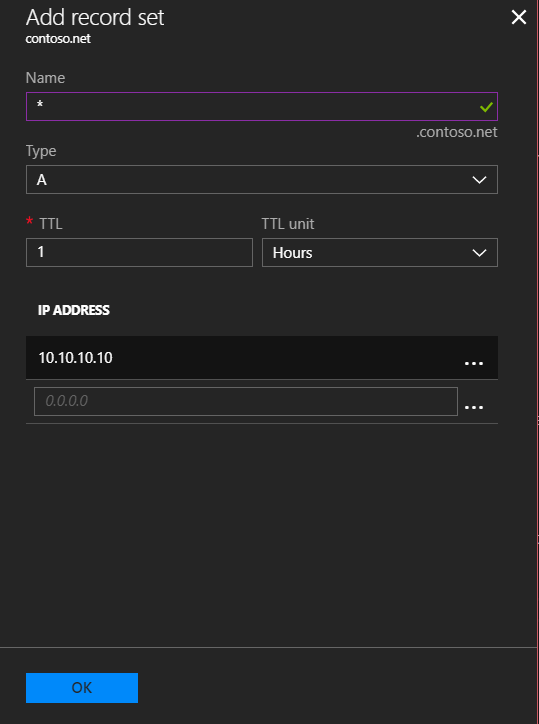 Add record set
contoso.net
Name
*
.contoso.net
Type
A
* TTL
TTL unit
1
Hours
IP ADDRESS
10.10.10.10
...
0.0.0.0
...
OK